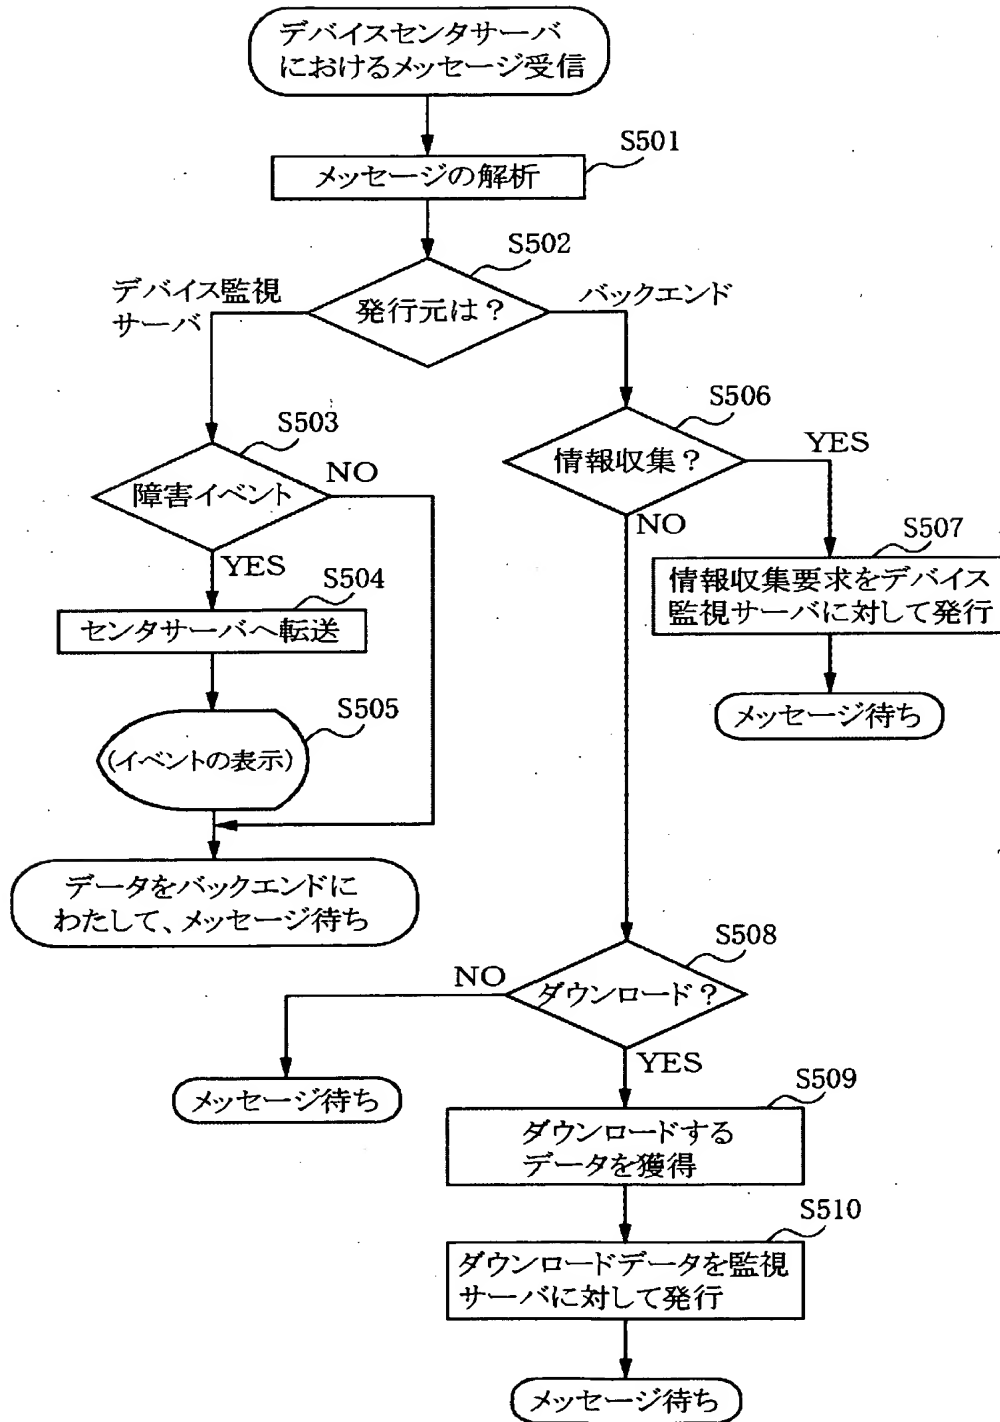 デバイスセンタサーバ
におけるメッセージ受信
S501
メッセージの解析
S502
発行元は?
デバイス監視
サーバ
バックエンド
S503
障害イベント
NO
YES
S504
センタサーバへ転送
S505
(イベントの表示)
データをバックエンドに
わたして、メッセージ待ち
S506
情報収集?
YES
NO
S507
情報収集要求をデバイス
監視サーバに対して発行
メッセージ待ち
S508
ダウンロード?
NO
メッセージ待ち
YES
S509
ダウンロードする
データを獲得
S510
ダウンロードデータを監視
サーバに対して発行
メッセージ待ち